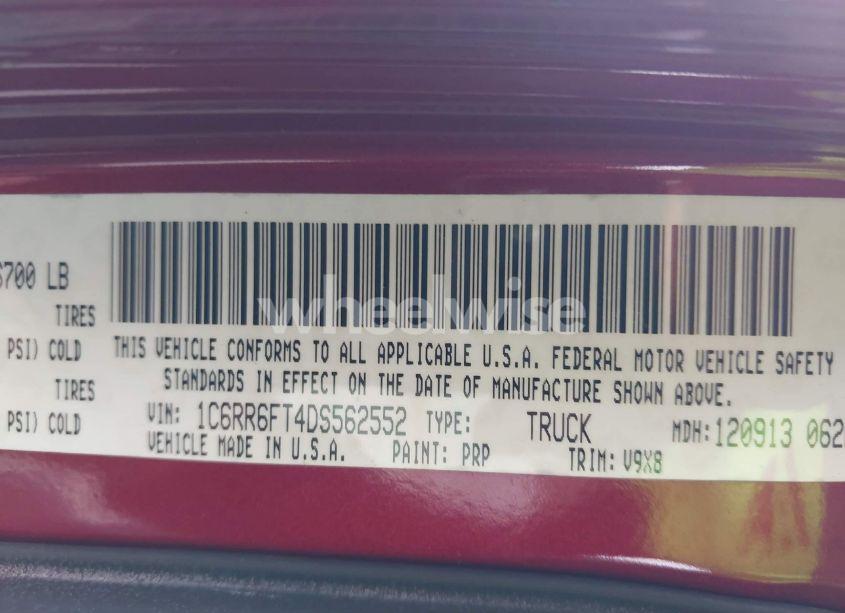 6700 LB
TIRES
PSI) COLD
TIRES
PSI) COLD
wheelwise
THIS VEHICLE CONFORMS TO ALL APPLICABLE U.S.A. FEDERAL MOTOR VEHICLE SAFETY
STANDARDS IN EFFECT ON THE DATE OF MANUFACTURE SHOWN ABOVE.
VIN: 1C6RR6FT4DS562552 TYPE: TRUCK MDH:120913 062
VEHICLE MADE IN U.S.A. PAINT: PRP TRIM: V9X8